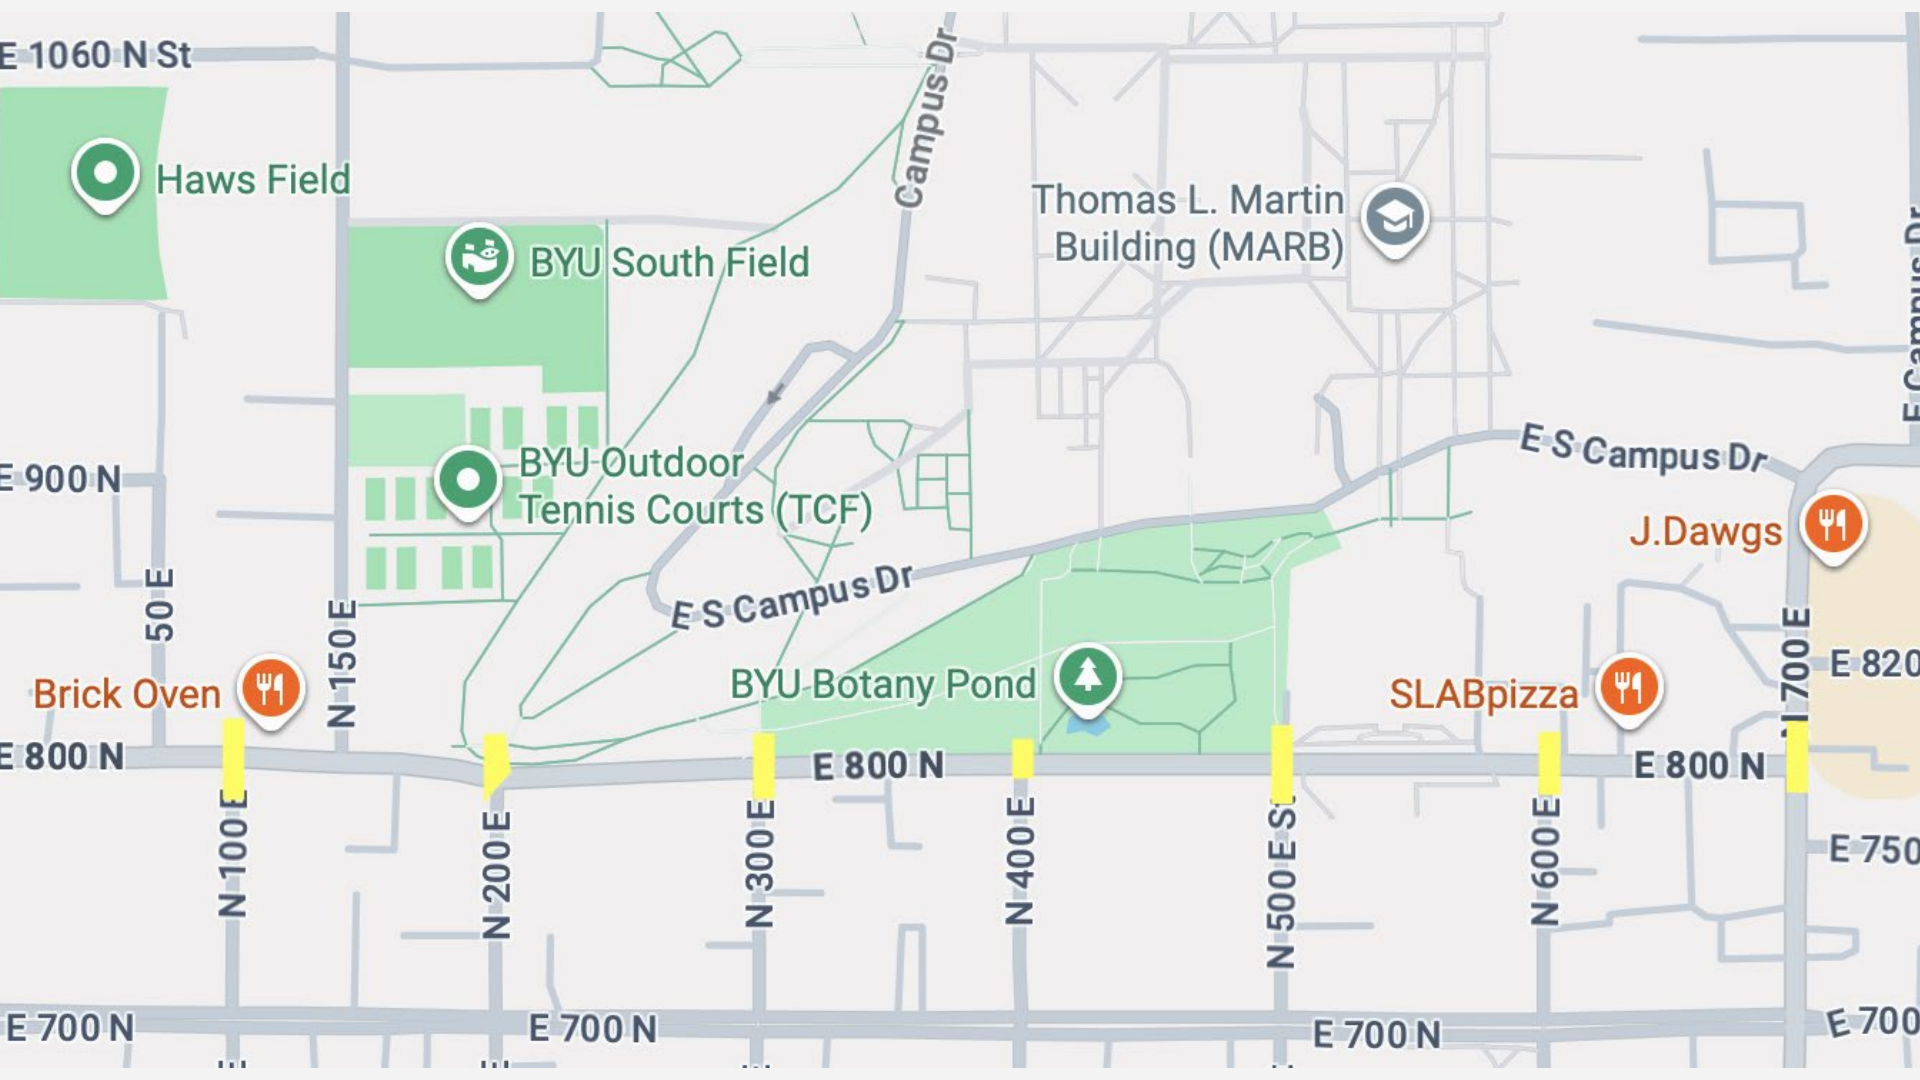 E 1060 N St
Campus Dr
Haws Field
BYU South Field
Thomas L. Martin
Building (MARB)
E Campus Dr
E 900 N
BYU Outdoor
Tennis Courts (TCF)
E S Campus Dr
J.Dawgs
50 E
N 150 E
E S Campus Dr
N 700 E
E 820
Brick Oven
BYU Botany Pond
SLABpizza
E 800 N
E 800 N
E 800 N
N 100 E
N 200 E
N 300 E
N 400 E
N 500 E St
N 600 E
E 750
E 700 N
E 700 N
E 700 N
E 700